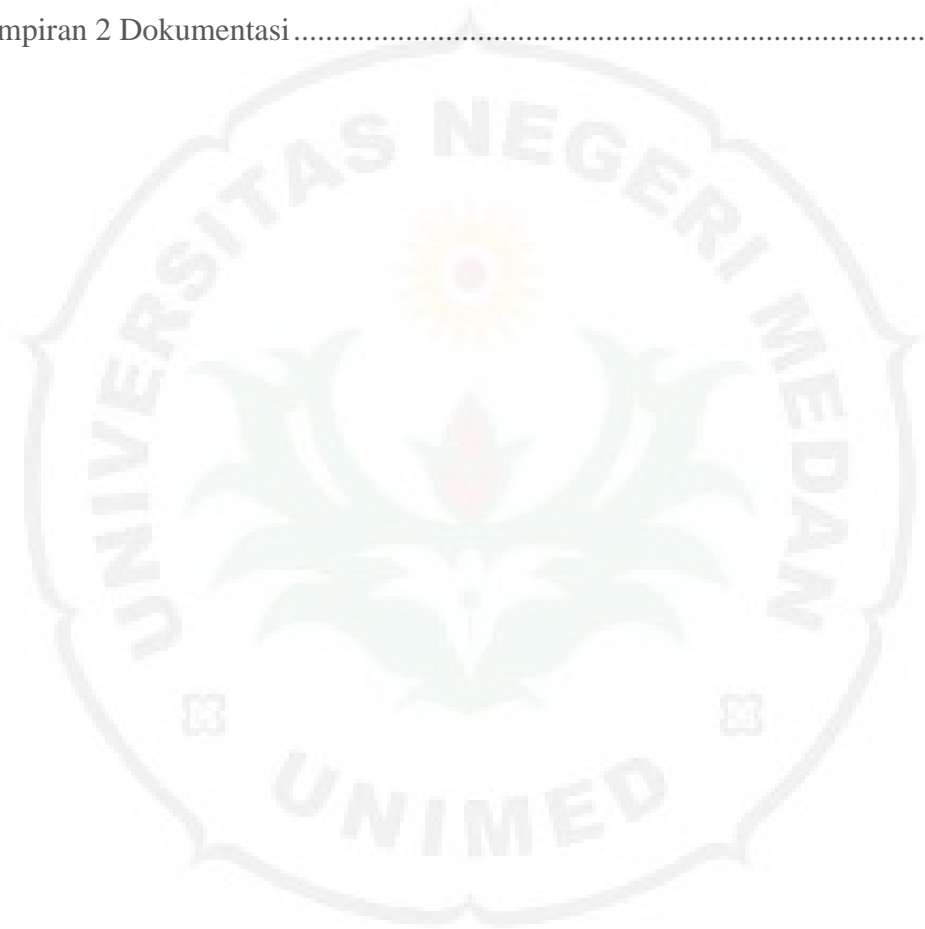 mpiran 2 Dokumentasi................................................................................
UNIVERSITAS NEGERI MEDAN
UNIMED